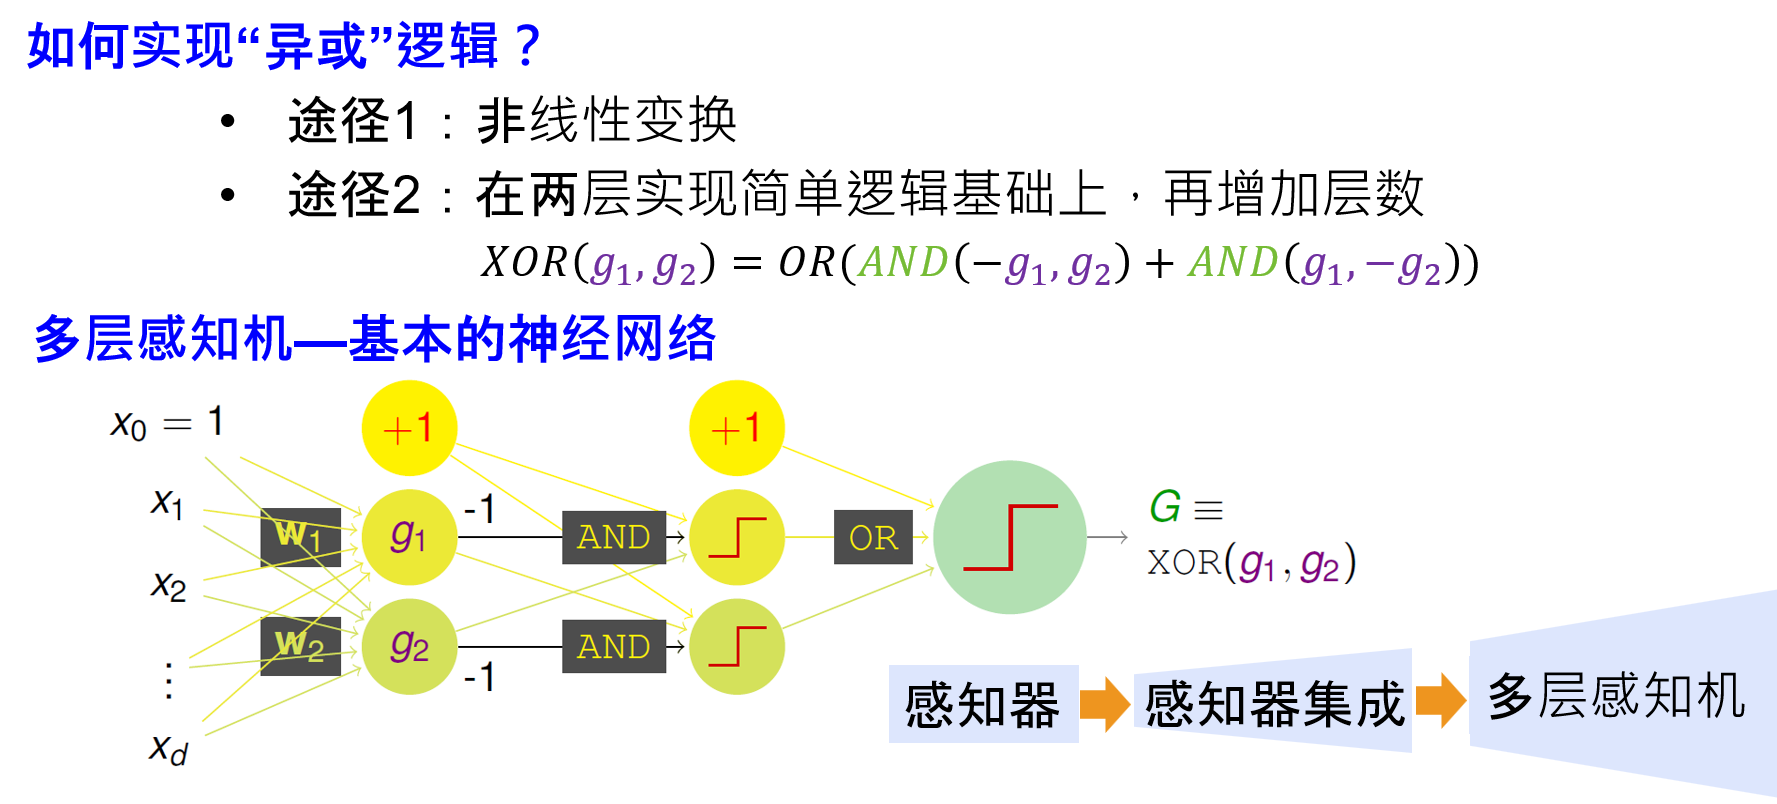 如何实现“异或”逻辑？
• 途径1：非线性变换
• 途径2：在两层实现简单逻辑基础上，再增加层数
XOR(g₁, g₂) = OR(AND(−g₁, g₂) + AND(g₁, −g₂))
多层感知机—基本的神经网络
x₀ = 1
+1
+1
x₁
w₁
g₁
-1
AND
OR
G ≡
XOR(g₁, g₂)
x₂
w₂
g₂
-1
AND
⋮
x_d
感知器
感知器集成
多层感知机